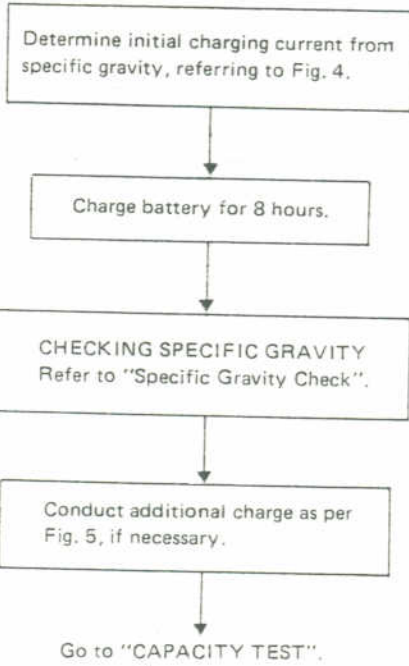 Determine initial charging current from
specific gravity, referring to Fig. 4.
Charge battery for 8 hours.
CHECKING SPECIFIC GRAVITY
Refer to "Specific Gravity Check".
Conduct additional charge as per
Fig. 5, if necessary.
Go to "CAPACITY TEST".